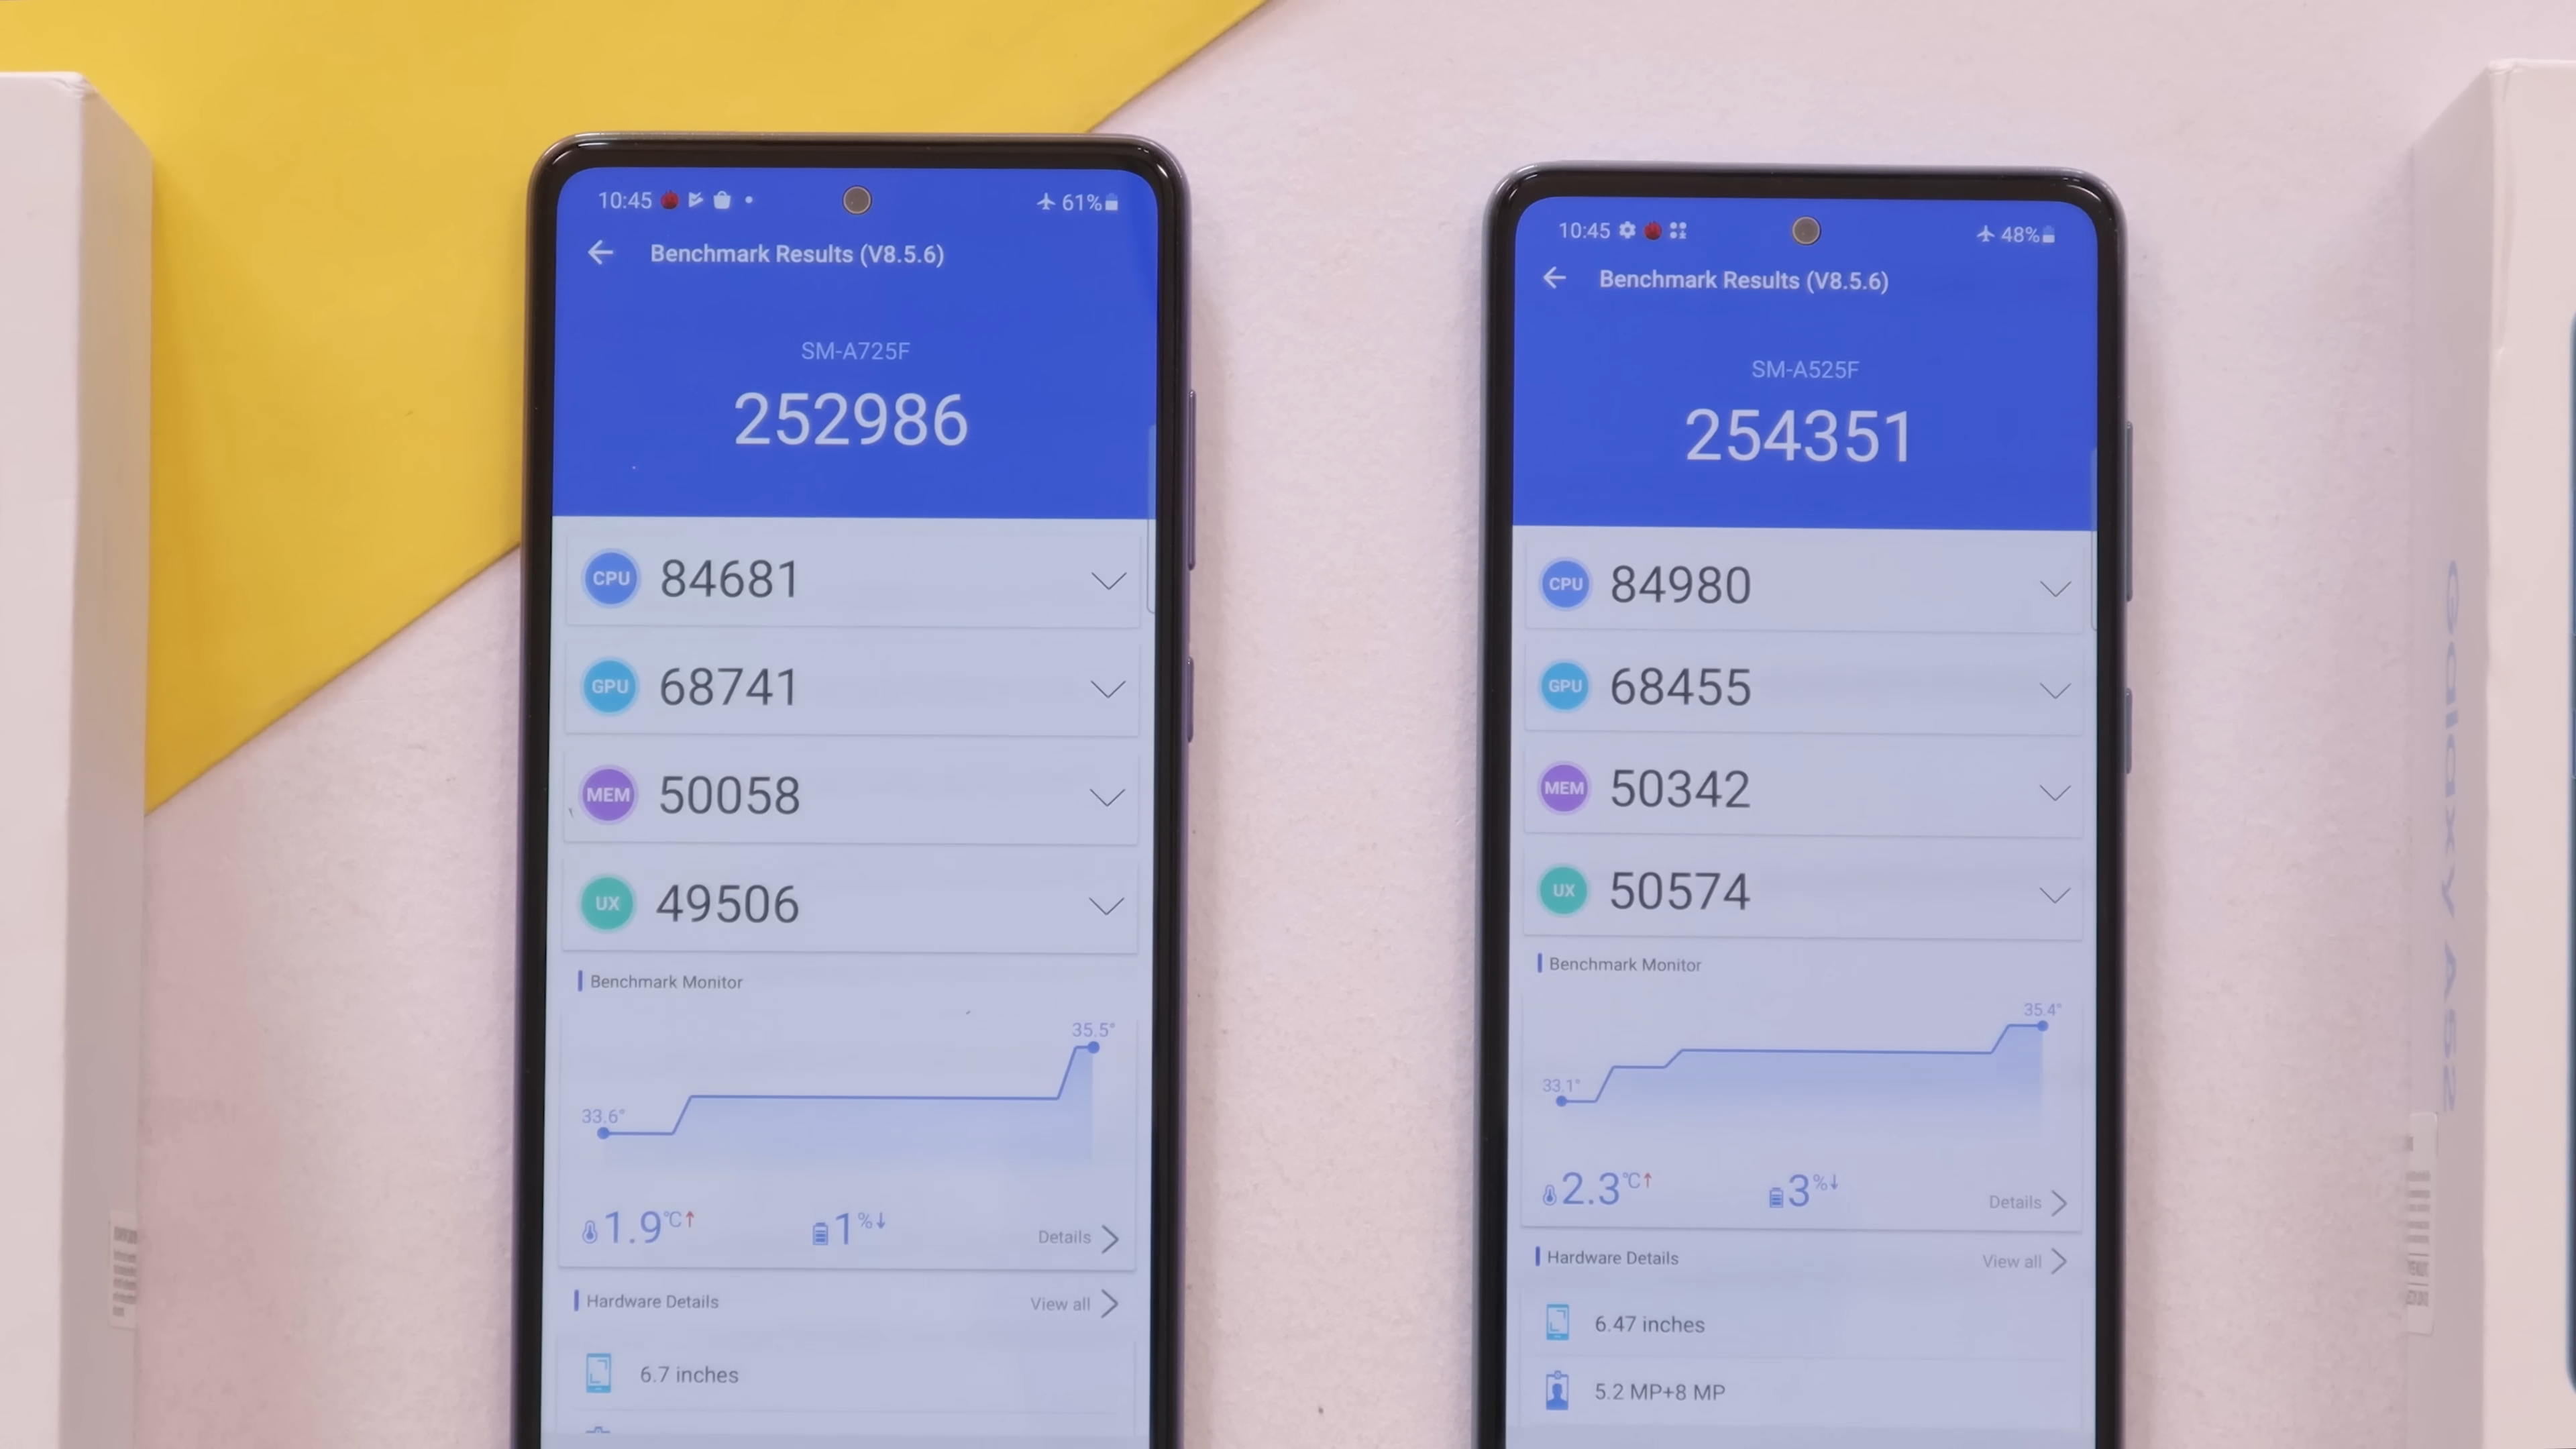 10:45
61%
Benchmark Results (V8.5.6)
SM-A725F
252986
CPU 84681
GPU 68741
MEM 50058
UX 49506
Benchmark Monitor
35.5°
33.6°
1.9°C↑ 1%↓ Details
Hardware Details View all
6.7 inches
10:45
48%
Benchmark Results (V8.5.6)
SM-A525F
254351
CPU 84980
GPU 68455
MEM 50342
UX 50574
Benchmark Monitor
35.4°
33.1°
2.3°C↑ 3%↓ Details
Hardware Details View all
6.47 inches
5.2 MP+8 MP
Galaxy A52